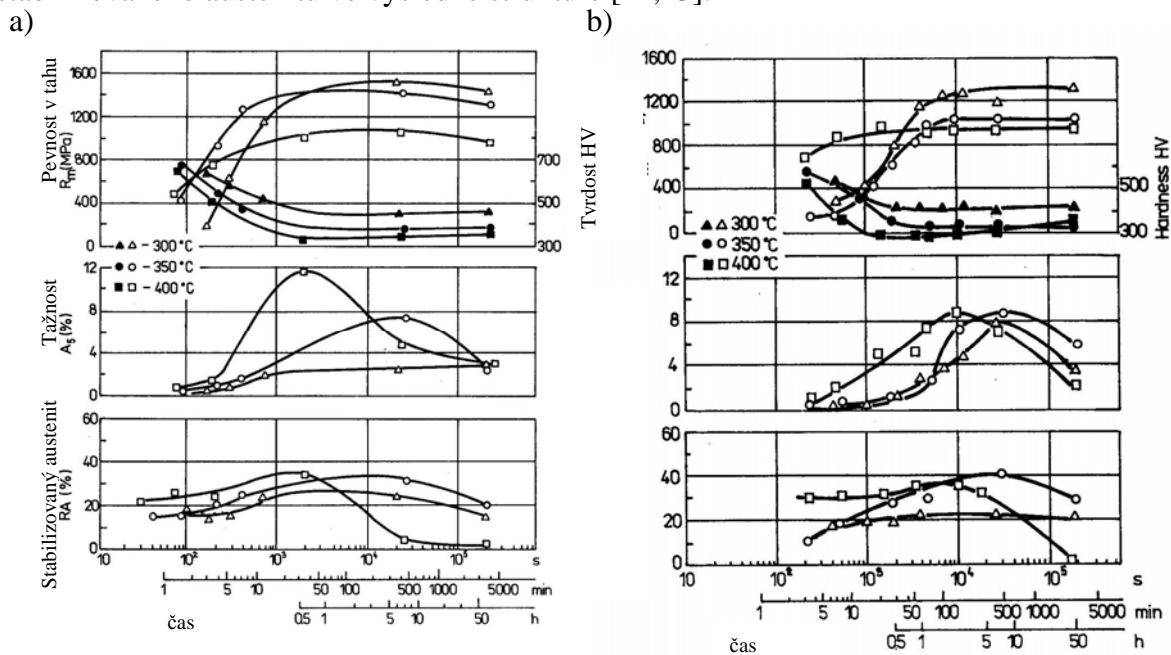 a)
Pevnost v tahu
Rm (MPa)
1600
1200
800
400
0
700
500
300
Tvrdost HV
▲ △ – 300 °C
● ○ – 350 °C
■ □ – 400 °C
Tažnost
A5 (%)
12
8
4
0
Stabilizovaný austenit
RA (%)
60
40
20
0
10
10²
10³
10⁴
10⁵
s
1
5
10
50
100
500
1000
5000
min
0,5
1
5
10
50
h
čas
b)
1600
1200
800
400
0
500
300
Hardness HV
▲ △ 300 °C
● ○ 350 °C
■ □ 400 °C
14
12
8
4
0
60
40
20
0
10
10²
10³
10⁴
10⁵
s
1
5
10
50
100
500
1000
5000
min
0,5
1
5
10
50
h
čas